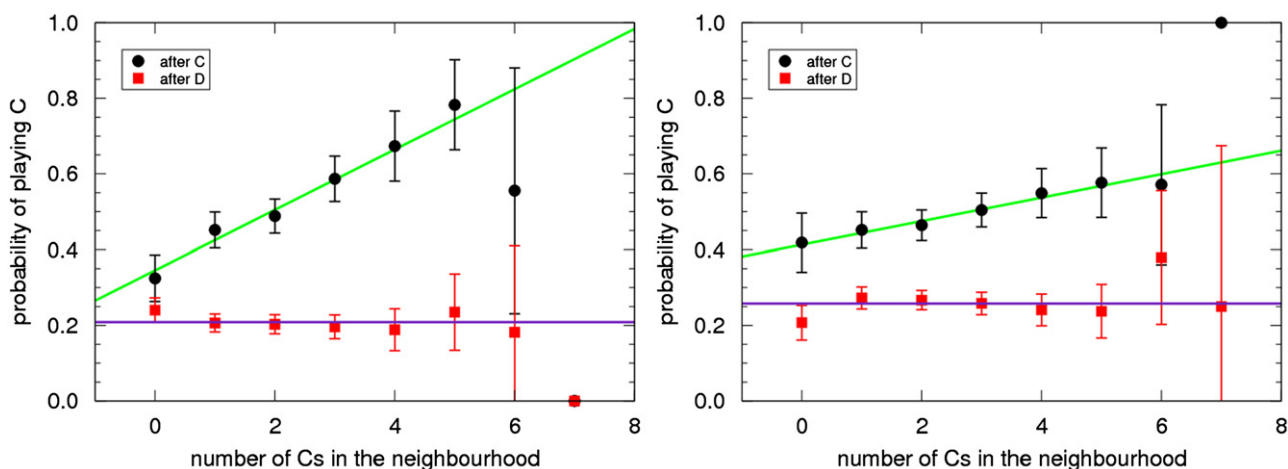 probability of playing C
1.0
0.8
0.6
0.4
0.2
0.0
after C
after D
0 2 4 6 8
number of Cs in the neighbourhood
probability of playing C
1.0
0.8
0.6
0.4
0.2
0.0
after C
after D
0 2 4 6 8
number of Cs in the neighbourhood